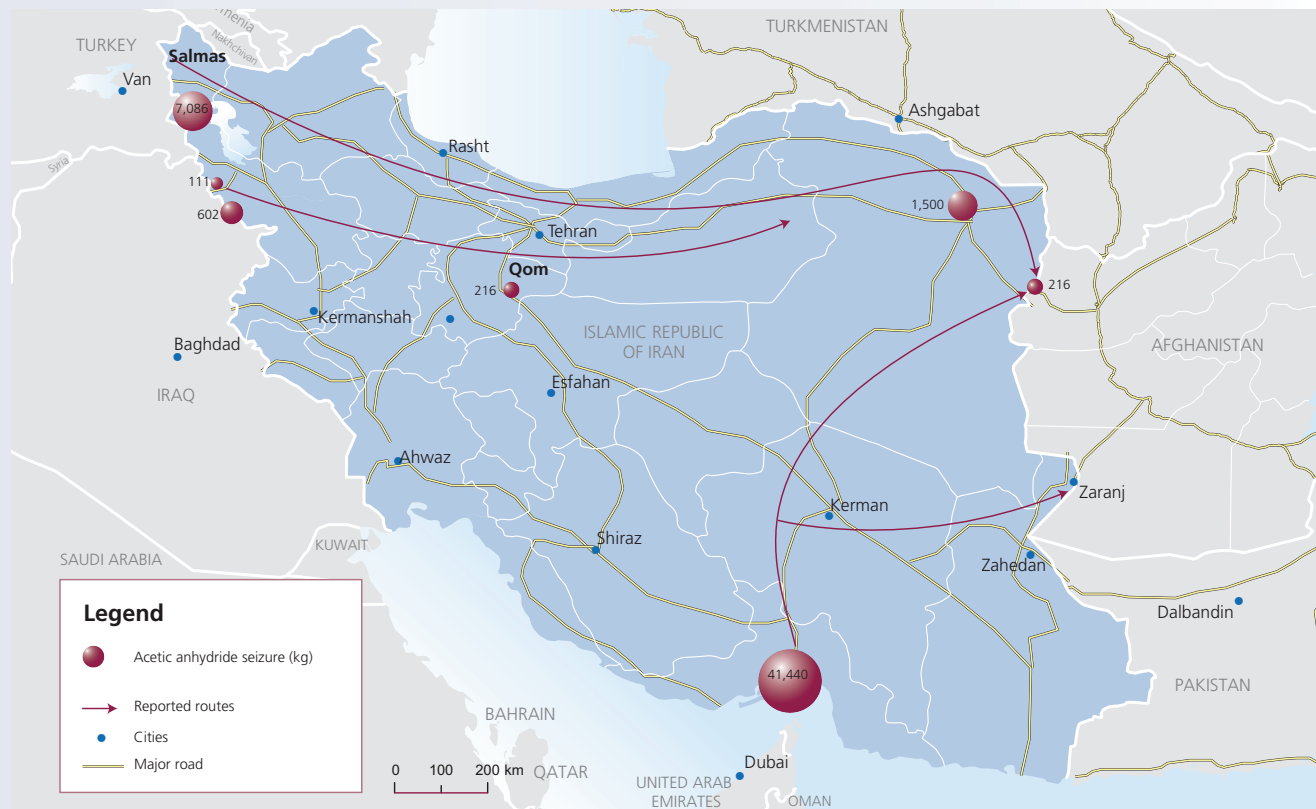 TURKMENISTAN
rmenia
TURKEY
Nakhchivan
Salmas
Van
7,086
Ashgabat
Rasht
Syria
111
602
1,500
Tehran
Qom
216
216
Kermanshah
ISLAMIC REPUBLIC
OF IRAN
AFGHANISTAN
Baghdad
IRAQ
Esfahan
Ahwaz
Zaranj
Kerman
Shiraz
KUWAIT
SAUDI ARABIA
Zahedan
Dalbandin
Legend
Acetic anhydride seizure (kg)
Reported routes
Cities
Major road
41,440
PAKISTAN
BAHRAIN
0 100 200 km
QATAR
Dubai
UNITED ARAB
EMIRATES
OMAN